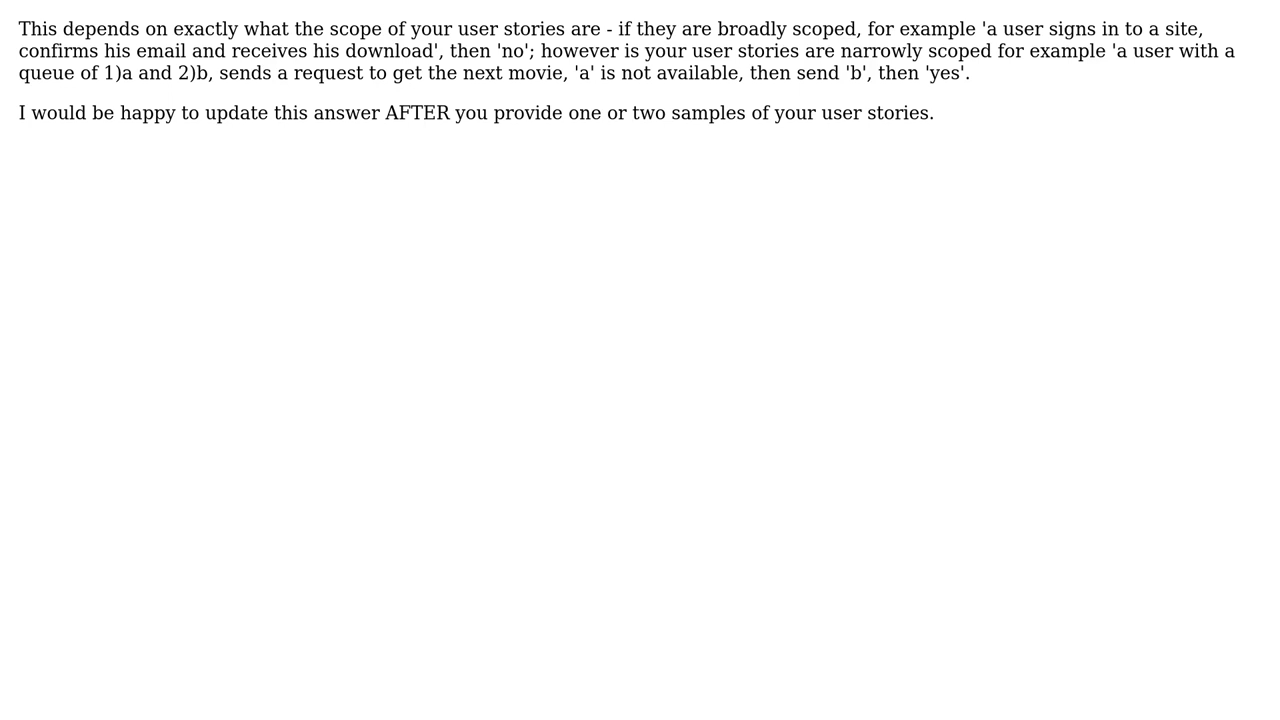 This depends on exactly what the scope of your user stories are - if they are broadly scoped, for example 'a user signs in to a site,
confirms his email and receives his download', then 'no'; however is your user stories are narrowly scoped for example 'a user with a
queue of 1)a and 2)b, sends a request to get the next movie, 'a' is not available, then send 'b', then 'yes'.
I would be happy to update this answer AFTER you provide one or two samples of your user stories.